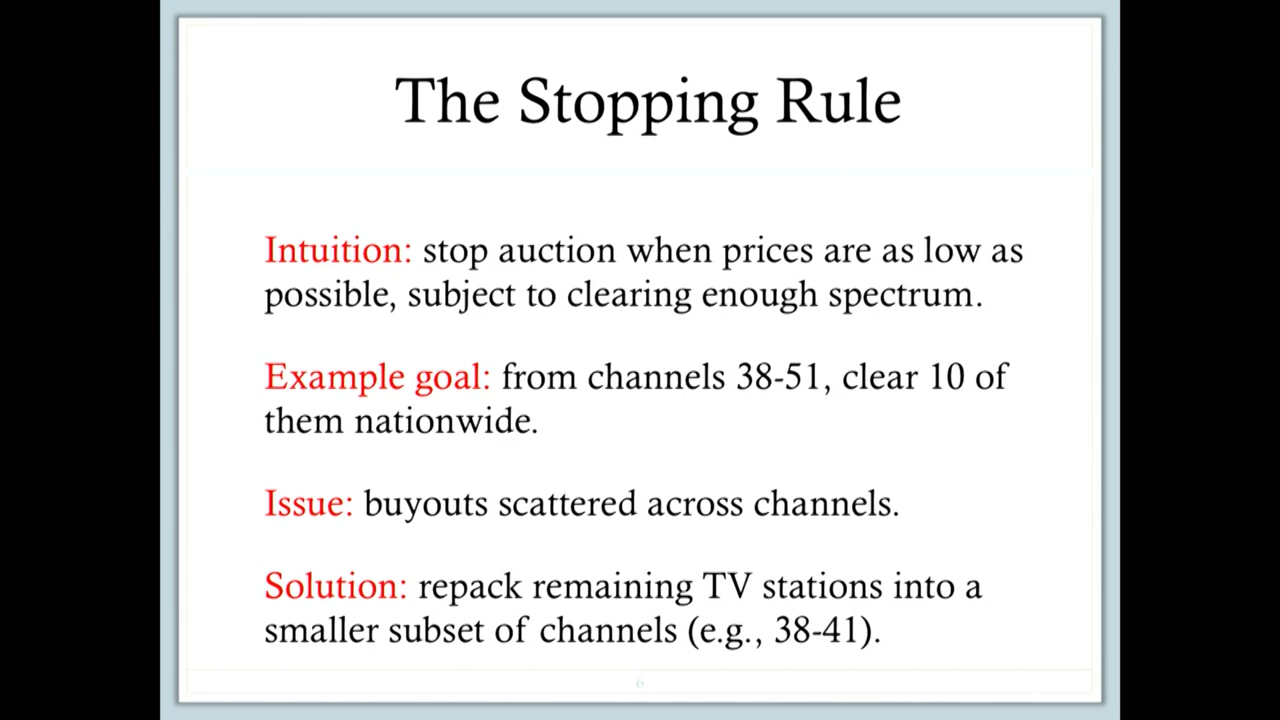 The Stopping Rule
Intuition: stop auction when prices are as low as
possible, subject to clearing enough spectrum.
Example goal: from channels 38-51, clear 10 of
them nationwide.
Issue: buyouts scattered across channels.
Solution: repack remaining TV stations into a
smaller subset of channels (e.g., 38-41).
6